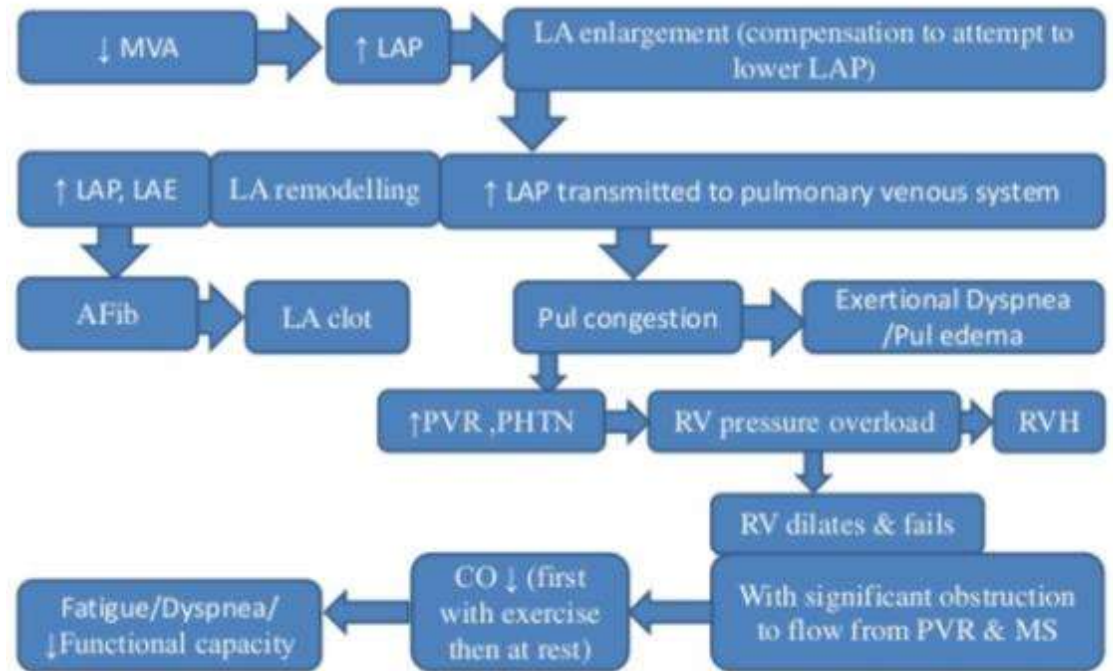 ↓ MVA
↑ LAP
LA enlargement (compensation to attempt to
lower LAP)
↑ LAP, LAE
LA remodelling
↑ LAP transmitted to pulmonary venous system
AFib
LA clot
Pul congestion
Exertional Dyspnea
/Pul edema
↑PVR ,PHTN
RV pressure overload
RVH
RV dilates & fails
Fatigue/Dyspnea/
↓Functional capacity
CO ↓ (first
with exercise
then at rest)
With significant obstruction
to flow from PVR & MS